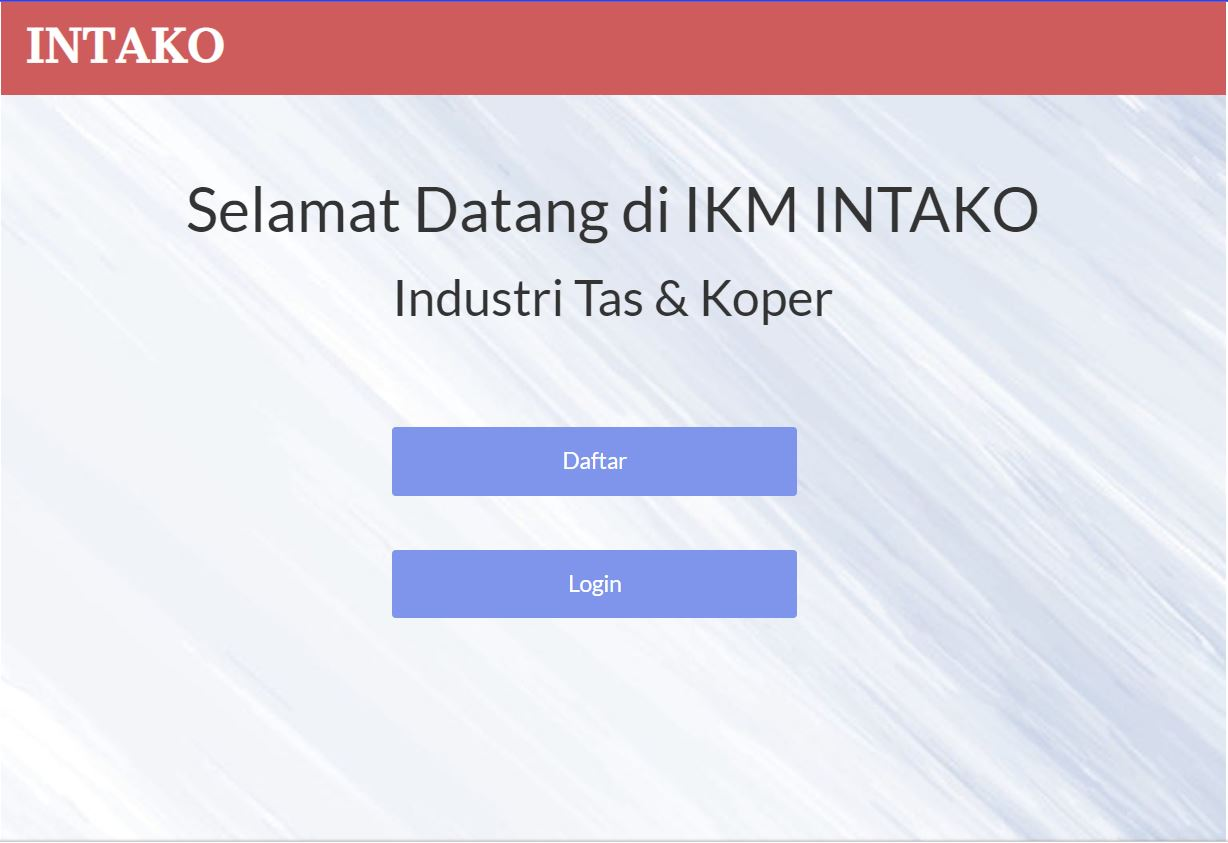 INTAKO
Selamat Datang di IKM INTAKO
Industri Tas & Koper
Daftar
Login